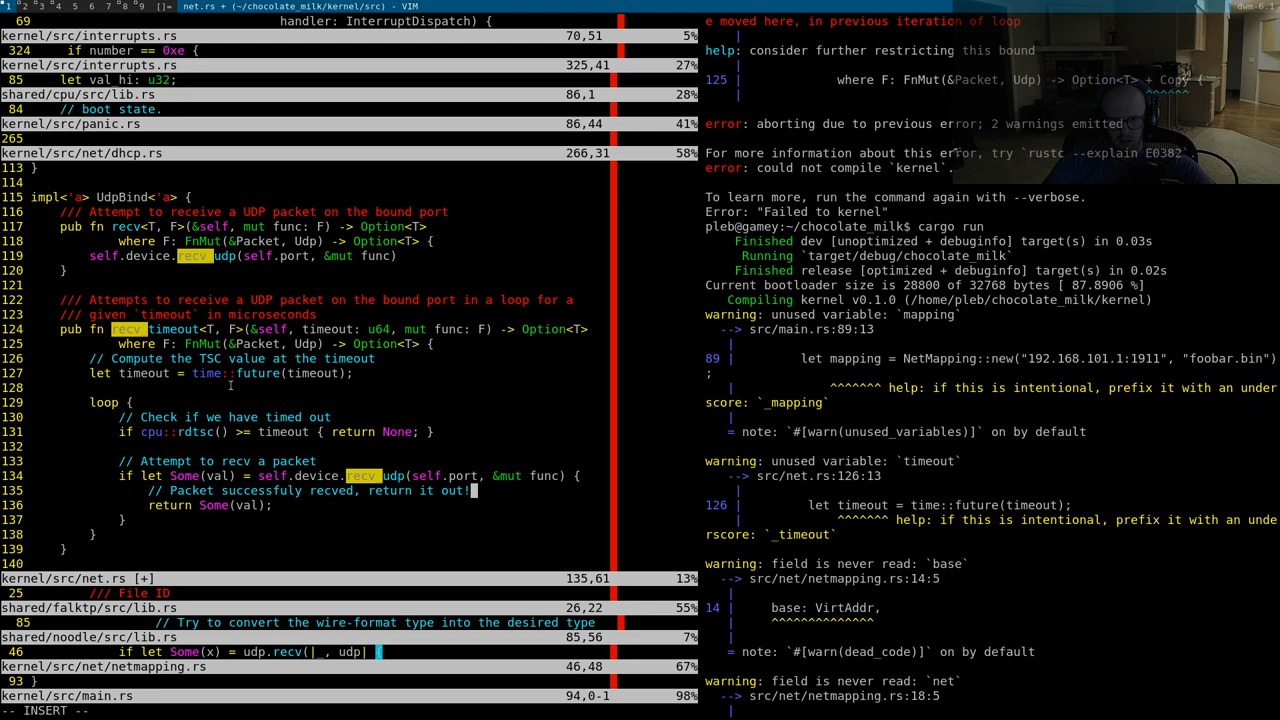 1 2 3 4 5 6 7 8 9 []= net.rs + (~/chocolate_milk/kernel/src) - VIM dwm-6.1
69 handler: InterruptDispatch) {
kernel/src/interrupts.rs 70,51 5%
324 if number == 0xe {
kernel/src/interrupts.rs 325,41 27%
85 let val_hi: u32;
shared/cpu/src/lib.rs 86,1 28%
84 // boot state.
kernel/src/panic.rs 86,44 41%
265
kernel/src/net/dhcp.rs 266,31 58%
113 }
114
115 impl<'a> UdpBind<'a> {
116 /// Attempt to receive a UDP packet on the bound port
117 pub fn recv<T, F>(&self, mut func: F) -> Option<T>
118 where F: FnMut(&Packet, Udp) -> Option<T> {
119 self.device.recv_udp(self.port, &mut func)
120 }
121
122 /// Attempts to receive a UDP packet on the bound port in a loop for a
123 /// given `timeout` in microseconds
124 pub fn recv_timeout<T, F>(&self, timeout: u64, mut func: F) -> Option<T>
125 where F: FnMut(&Packet, Udp) -> Option<T> {
126 // Compute the TSC value at the timeout
127 let timeout = time::future(timeout);
128
129 loop {
130 // Check if we have timed out
131 if cpu::rdtsc() >= timeout { return None; }
132
133 // Attempt to recv a packet
134 if let Some(val) = self.device.recv_udp(self.port, &mut func) {
135 // Packet successfuly recved, return it out!
136 return Some(val);
137 }
138 }
139 }
140
kernel/src/net.rs [+] 135,61 13%
25 /// File ID
shared/falktp/src/lib.rs 26,22 55%
85 // Try to convert the wire-format type into the desired type
shared/noodle/src/lib.rs 85,56 7%
46 if let Some(x) = udp.recv(|_, udp| {
kernel/src/net/netmapping.rs 46,48 67%
93 }
kernel/src/main.rs 94,0-1 98%
-- INSERT --
e moved here, in previous iteration of loop
|
help: consider further restricting this bound
|
125 | where F: FnMut(&Packet, Udp) -> Option<T> + Copy {
| ^^^^^^
error: aborting due to previous error; 2 warnings emitted
For more information about this error, try `rustc --explain E0382`.
error: could not compile `kernel`.
To learn more, run the command again with --verbose.
Error: "Failed to kernel"
pleb@gamey:~/chocolate_milk$ cargo run
Finished dev [unoptimized + debuginfo] target(s) in 0.03s
Running `target/debug/chocolate_milk`
Finished release [optimized + debuginfo] target(s) in 0.02s
Current bootloader size is 28800 of 32768 bytes [ 87.8906 %]
Compiling kernel v0.1.0 (/home/pleb/chocolate_milk/kernel)
warning: unused variable: `mapping`
--> src/main.rs:89:13
|
89 | let mapping = NetMapping::new("192.168.101.1:1911", "foobar.bin")
;
| ^^^^^^^ help: if this is intentional, prefix it with an under
score: `_mapping`
|
= note: `#[warn(unused_variables)]` on by default
warning: unused variable: `timeout`
--> src/net.rs:126:13
|
126 | let timeout = time::future(timeout);
| ^^^^^^^ help: if this is intentional, prefix it with an unde
rscore: `_timeout`
warning: field is never read: `base`
--> src/net/netmapping.rs:14:5
|
14 | base: VirtAddr,
| ^^^^^^^^^^^^^^
|
= note: `#[warn(dead_code)]` on by default
warning: field is never read: `net`
--> src/net/netmapping.rs:18:5
|